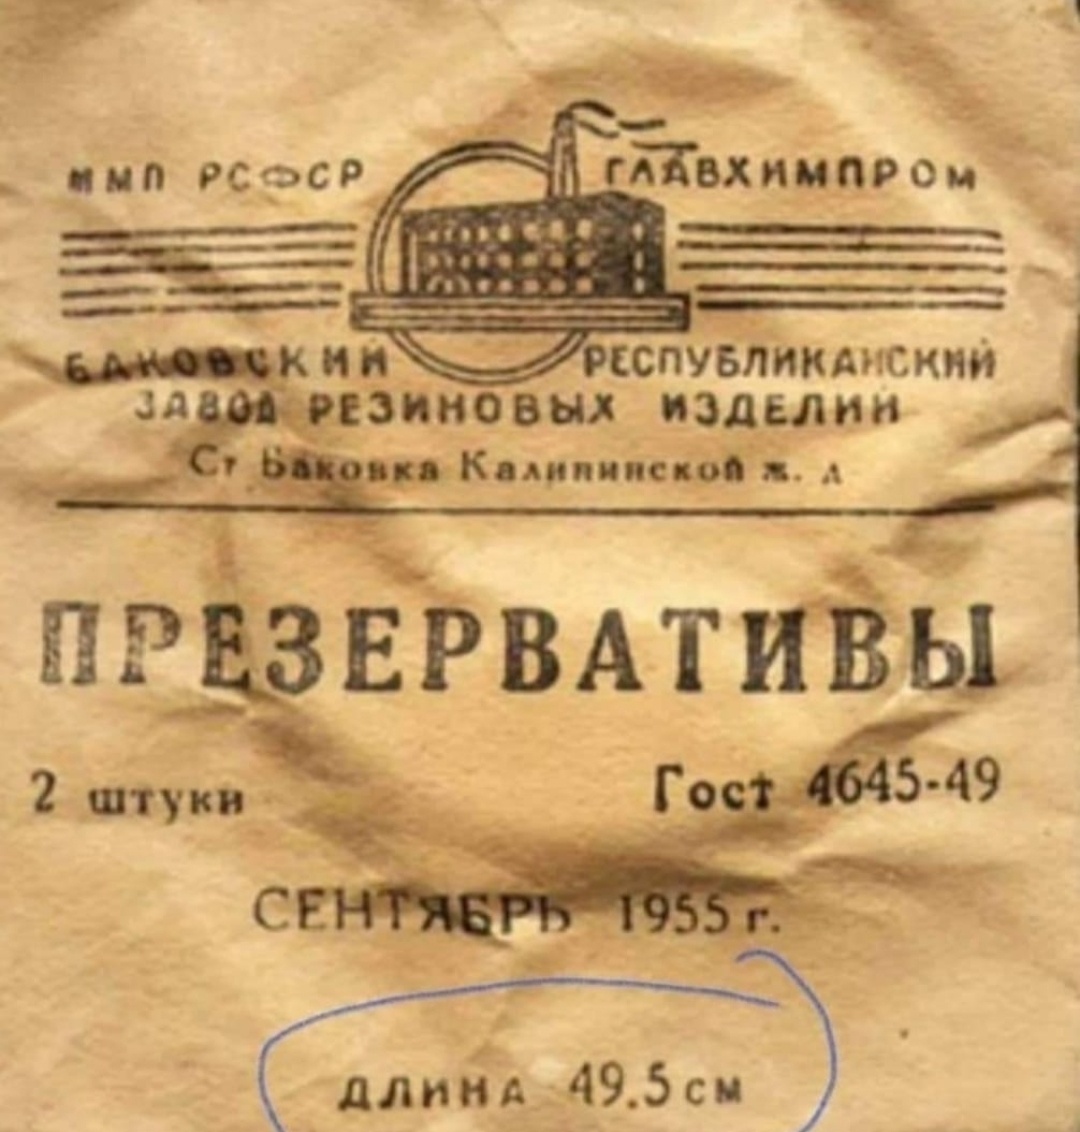 ММП РСФСР ГЛАВХИМПРОМ
БАКОВСКИЙ РЕСПУБЛИКАНСКИЙ
ЗАВОД РЕЗИНОВЫХ ИЗДЕЛИЙ
Ст Баковка Калининской ж. д
ПРЕЗЕРВАТИВЫ
2 штуки Гост 4645-49
СЕНТЯБРЬ 1955 г.
ДЛИНА 49.5 см